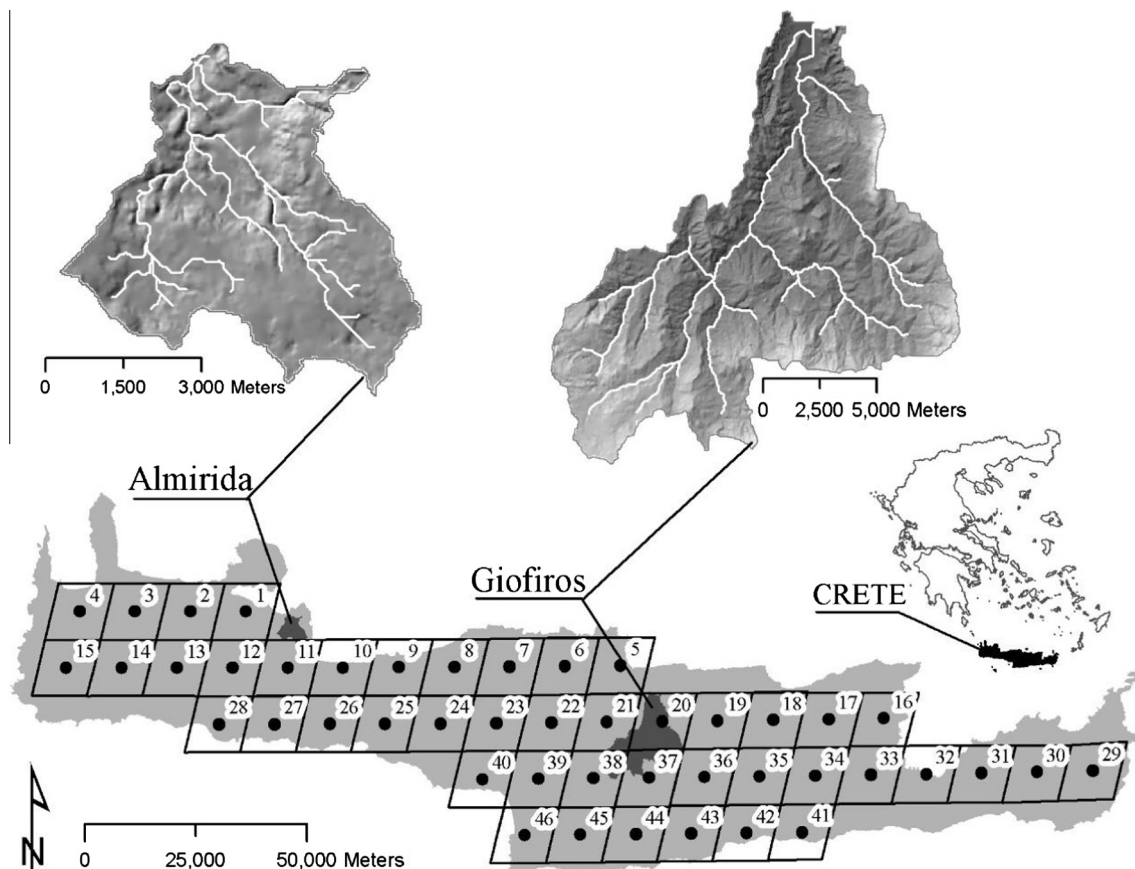 0 1,500 3,000 Meters
0 2,500 5,000 Meters
Almirida
Giofiros
CRETE
4 3 2 1
15 14 13 12 11 10 9 8 7 6 5
28 27 26 25 24 23 22 21 20 19 18 17 16
40 39 38 37 36 35 34 33 32 31 30 29
46 45 44 43 42 41
N
0 25,000 50,000 Meters